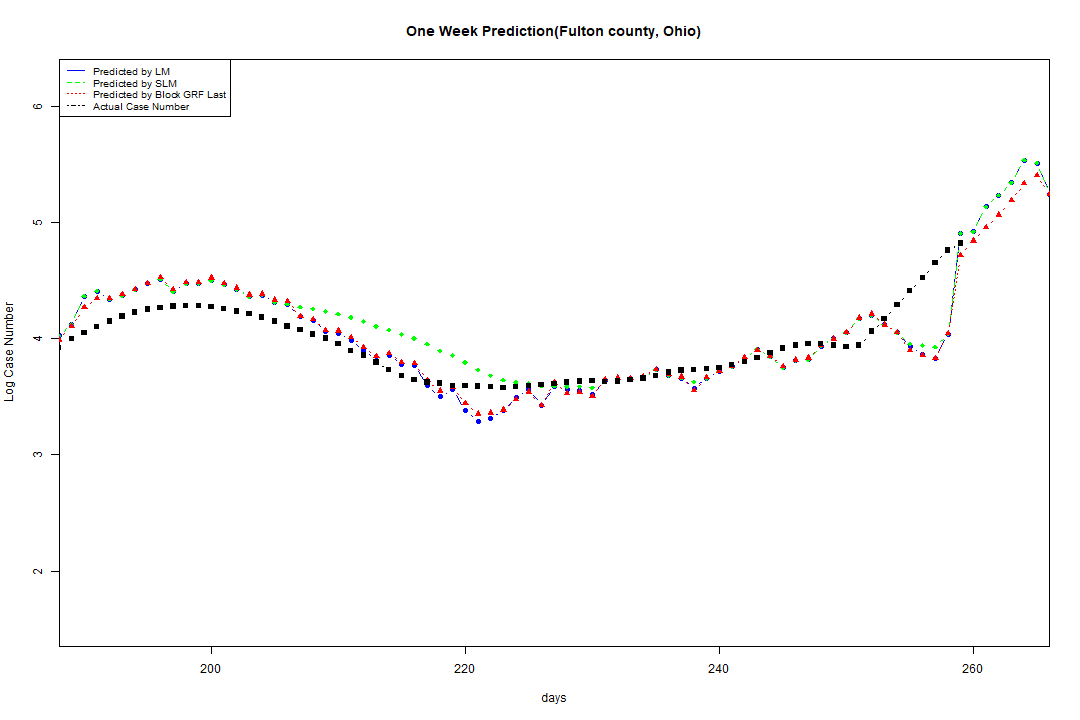 One Week Prediction(Fulton county, Ohio)
Predicted by LM
Predicted by SLM
Predicted by Block GRF Last
Actual Case Number
6
5
4
3
2
Log Case Number
200 220 240 260
days